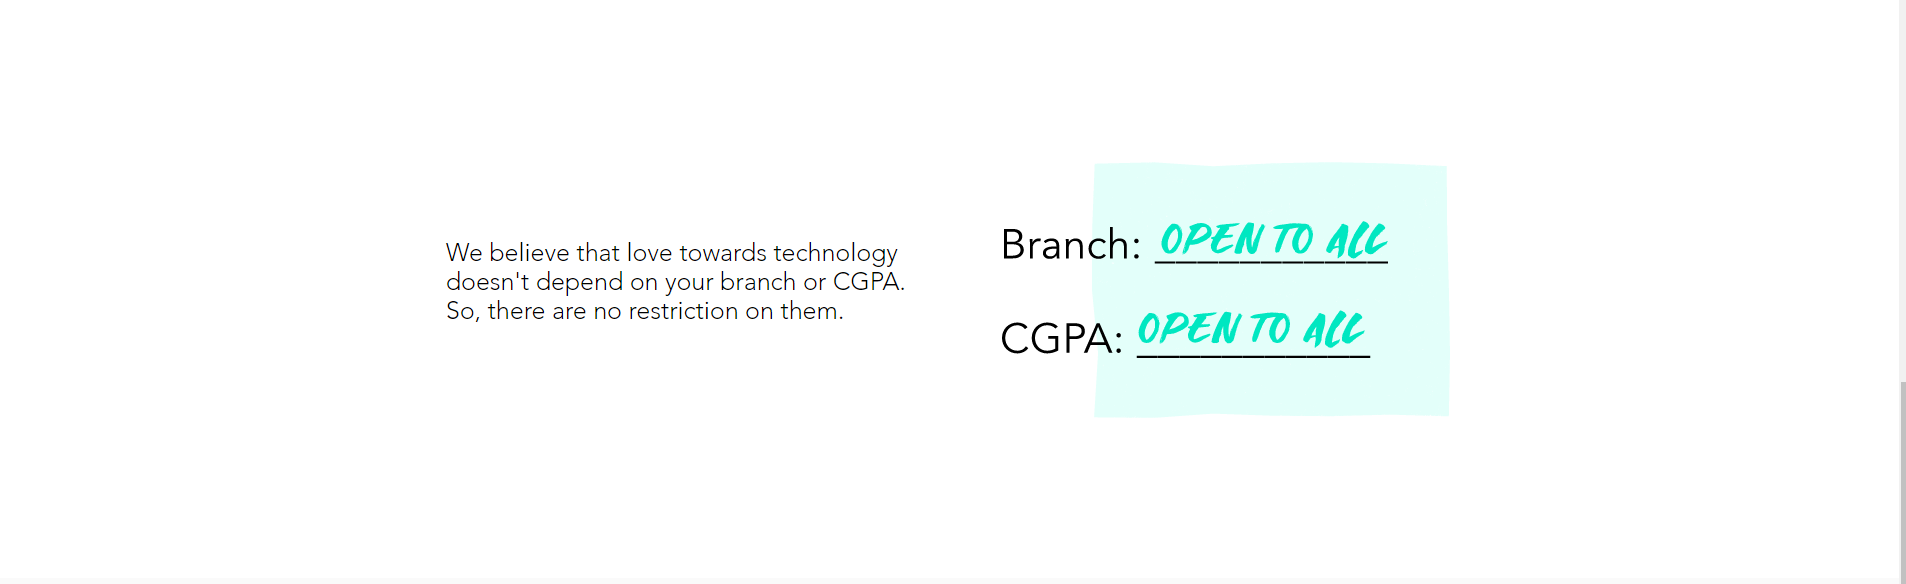 We believe that love towards technology
doesn't depend on your branch or CGPA.
So, there are no restriction on them.
Branch: OPEN TO ALL
CGPA: OPEN TO ALL